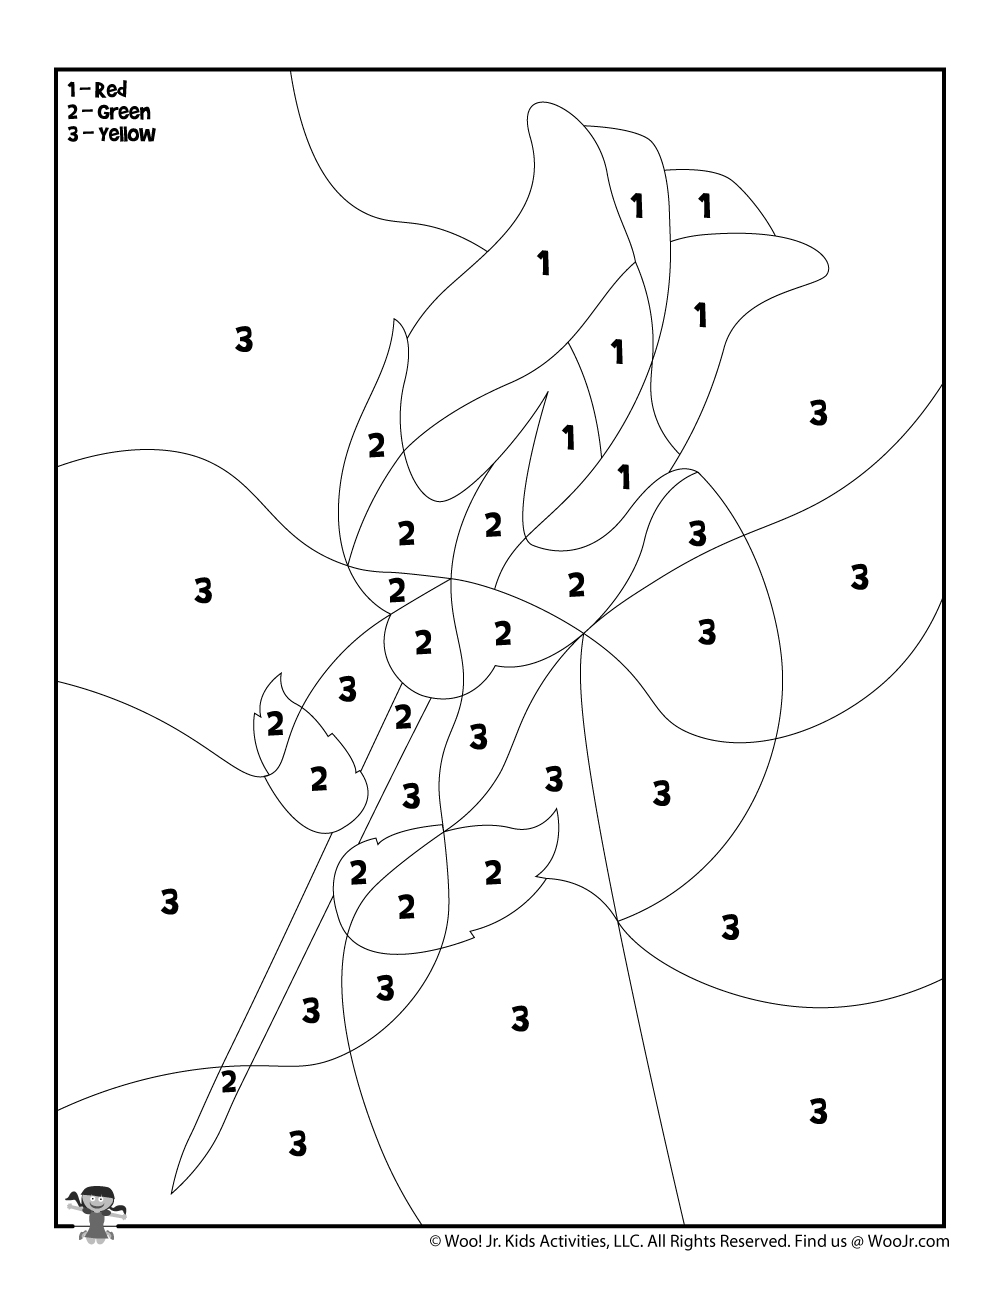 1 – Red
2 – Green
3 – Yellow
1 1
1
1
3 1
3
2 1
1
2 2 3
3 2 2 3
2 2 3
3
2 2 3
2 3 3 3
2 2
3 2 3
3 3
3
2 3
3
© Woo! Jr. Kids Activities, LLC. All Rights Reserved. Find us @ WooJr.com